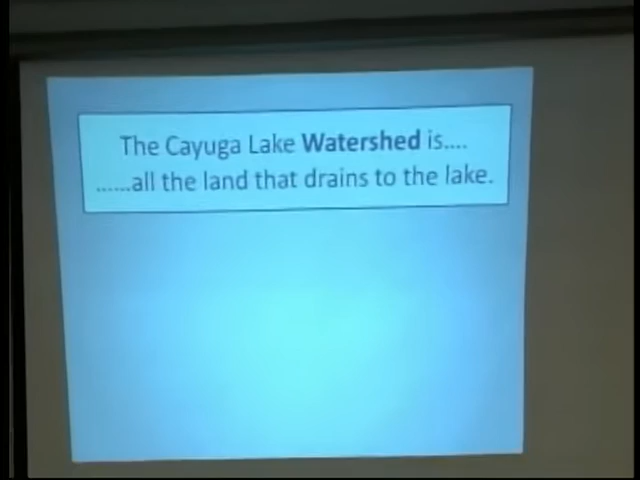 The Cayuga Lake Watershed is....
......all the land that drains to the lake.